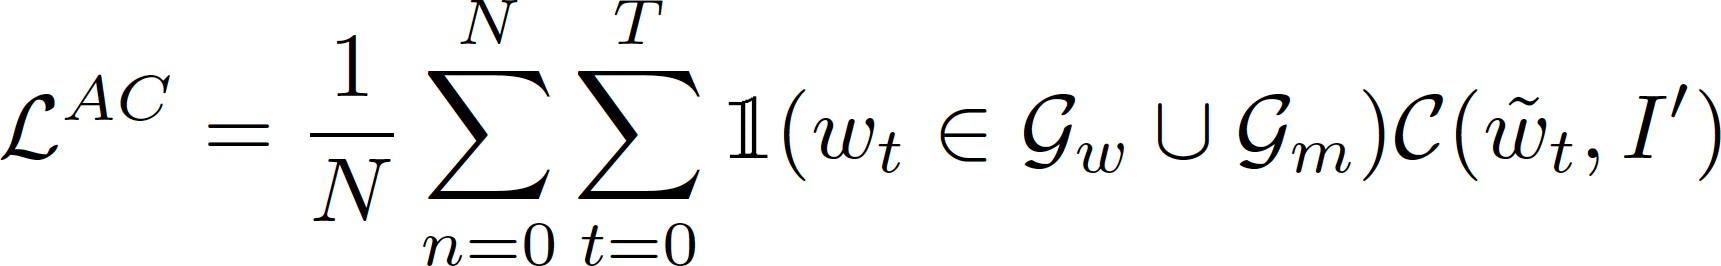 \mathcal{L}^{AC} = \frac{1}{N} \sum_{n=0}^{N} \sum_{t=0}^{T} \mathbb{1}(w_t \in \mathcal{G}_w \cup \mathcal{G}_m)\mathcal{C}(\tilde{w}_t, I')